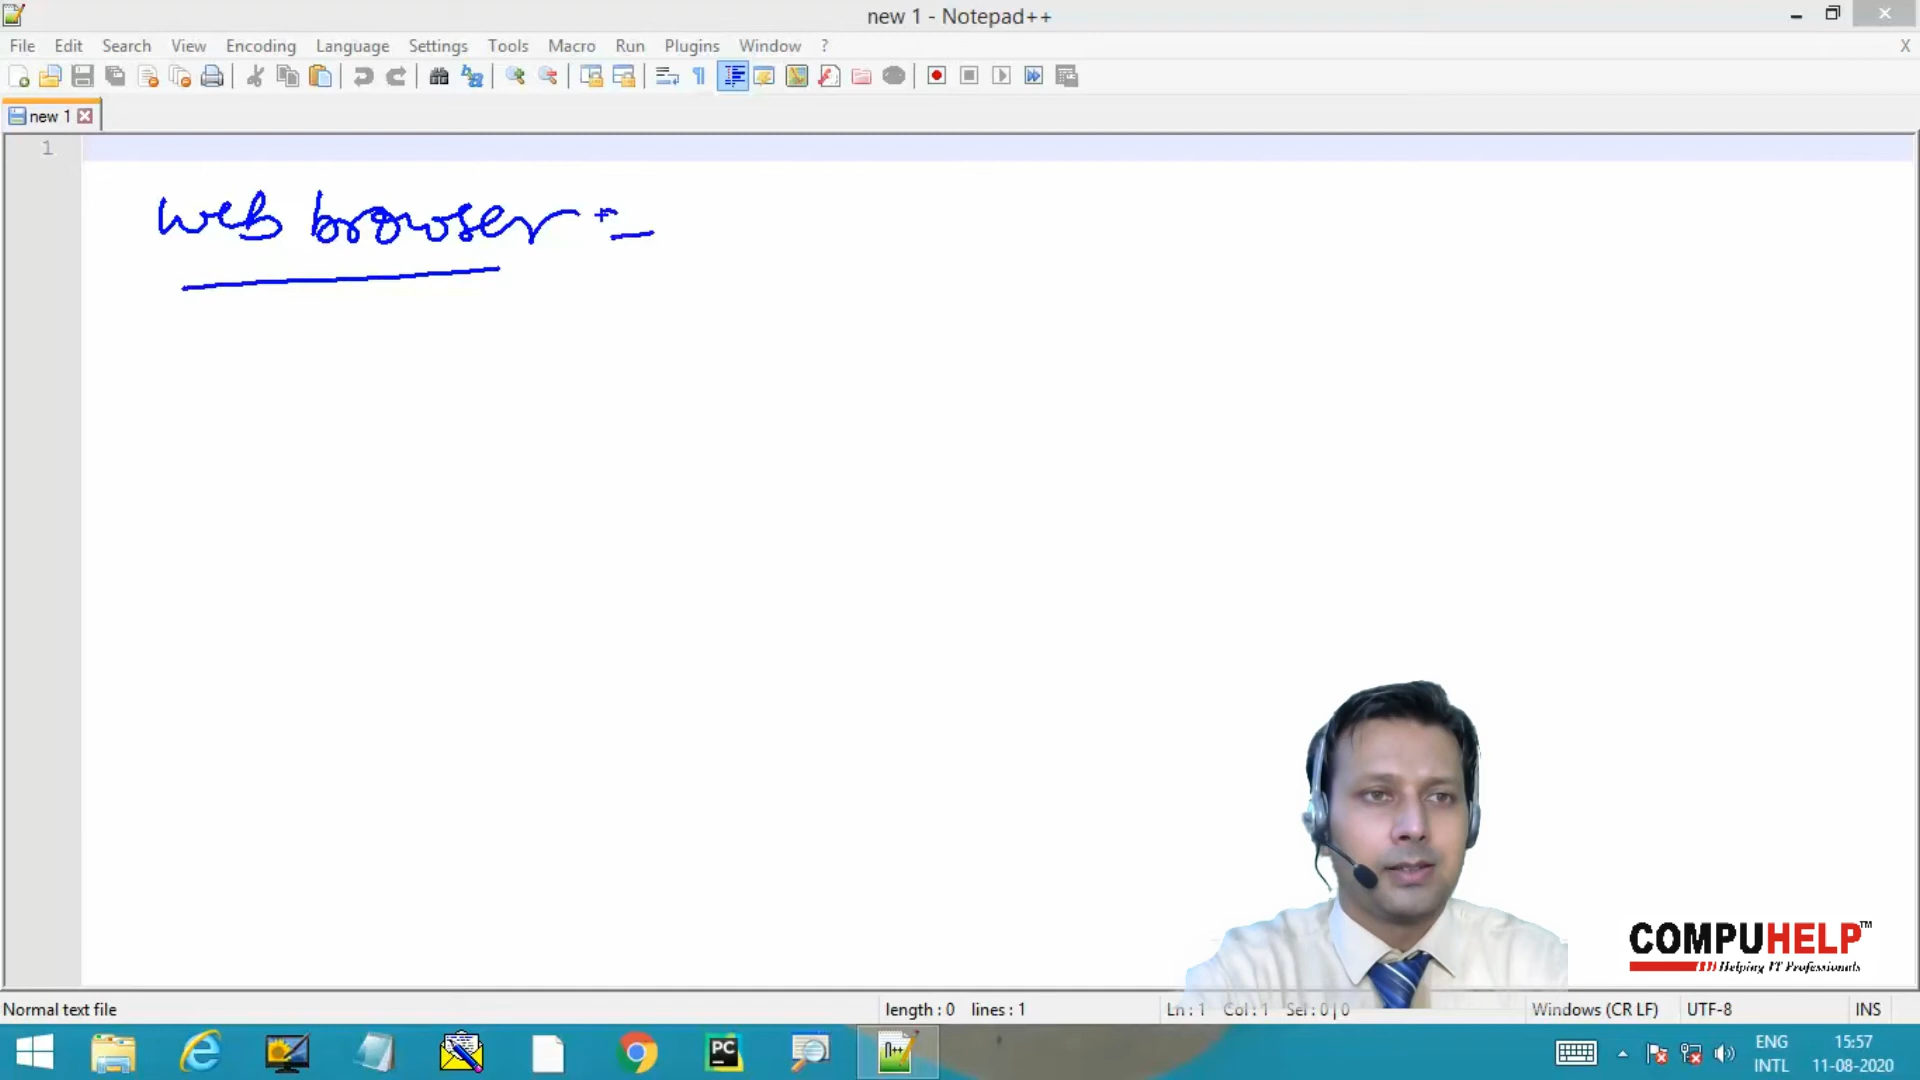 new 1 - Notepad++
File Edit Search View Encoding Language Settings Tools Macro Run Plugins Window ? X
new 1
1
web browser :-
COMPUHELP™
Helping IT Professionals
Normal text file length : 0 lines : 1 Ln : 1 Col : 1 Sel : 0 | 0 Windows (CR LF) UTF-8 INS
PC
n++
ENG 15:57
INTL 11-08-2020